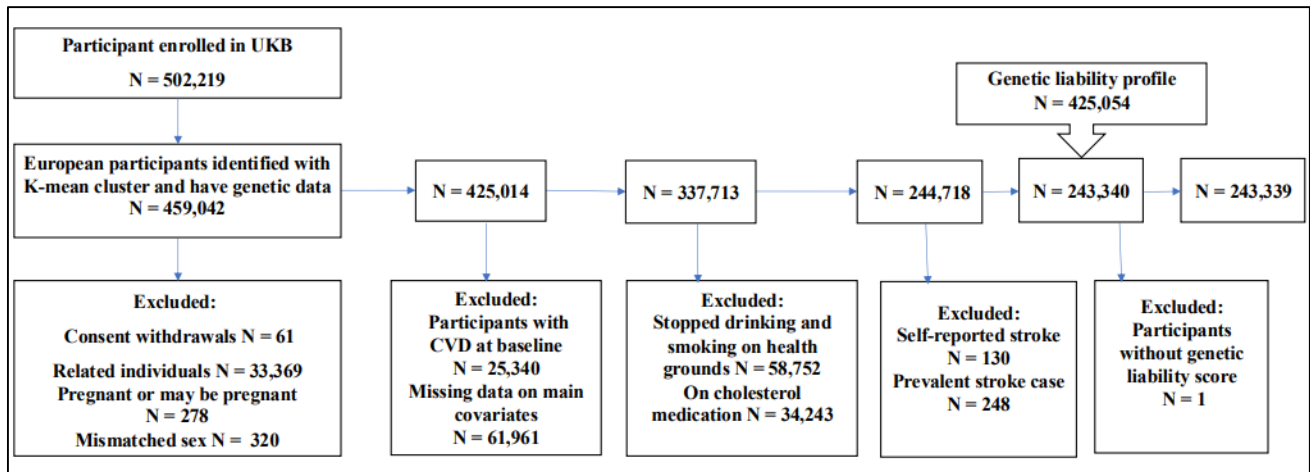 Participant enrolled in UKB
N = 502,219
Genetic liability profile
N = 425,054
European participants identified with
K-mean cluster and have genetic data
N = 459,042
N = 425,014
N = 337,713
N = 244,718
N = 243,340
N = 243,339
Excluded:
Consent withdrawals N = 61
Related individuals N = 33,369
Pregnant or may be pregnant
N = 278
Mismatched sex N = 320
Excluded:
Participants with
CVD at baseline
N = 25,340
Missing data on main
covariates
N = 61,961
Excluded:
Stopped drinking and
smoking on health
grounds N = 58,752
On cholesterol
medication N = 34,243
Excluded:
Self-reported stroke
N = 130
Prevalent stroke case
N = 248
Excluded:
Participants
without genetic
liability score
N = 1